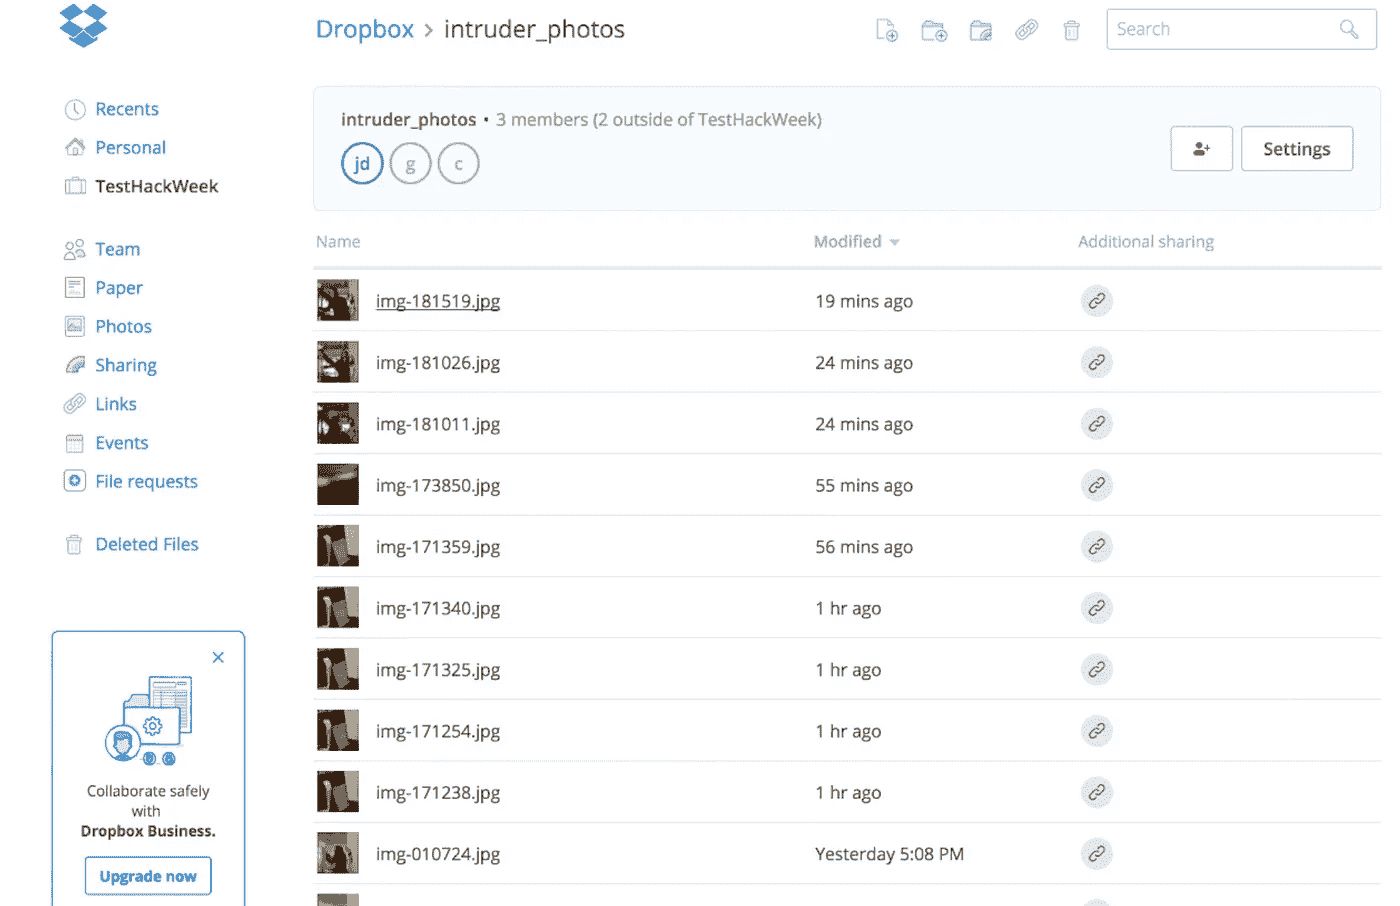 Dropbox > intruder_photos
Search
Recents
Personal
TestHackWeek
Team
Paper
Photos
Sharing
Links
Events
File requests
Deleted Files
Collaborate safely
with
Dropbox Business.
Upgrade now
intruder_photos • 3 members (2 outside of TestHackWeek)
jd g c
Settings
Name Modified Additional sharing
img-181519.jpg 19 mins ago
img-181026.jpg 24 mins ago
img-181011.jpg 24 mins ago
img-173850.jpg 55 mins ago
img-171359.jpg 56 mins ago
img-171340.jpg 1 hr ago
img-171325.jpg 1 hr ago
img-171254.jpg 1 hr ago
img-171238.jpg 1 hr ago
img-010724.jpg Yesterday 5:08 PM